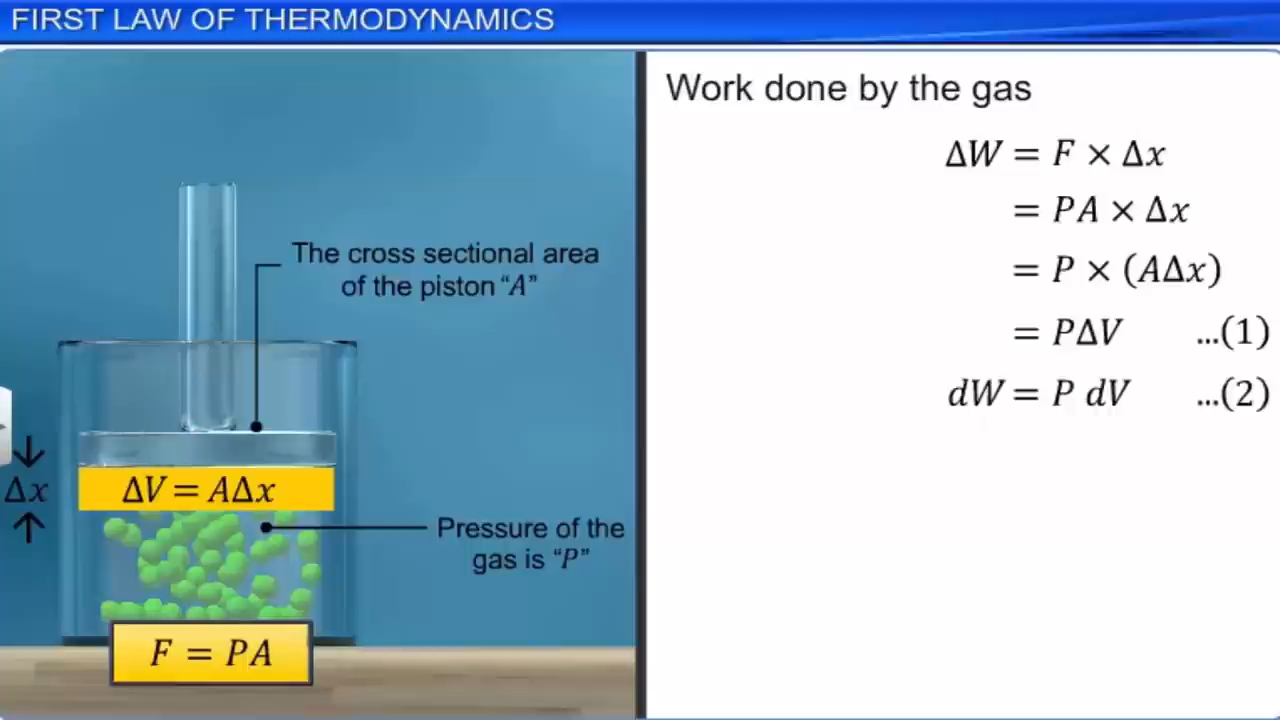 FIRST LAW OF THERMODYNAMICS
The cross sectional area
of the piston “A”
Δx
ΔV = AΔx
Pressure of the
gas is “P”
F = PA
Work done by the gas
ΔW = F × Δx
= PA × Δx
= P × (AΔx)
= PΔV ...(1)
dW = P dV ...(2)